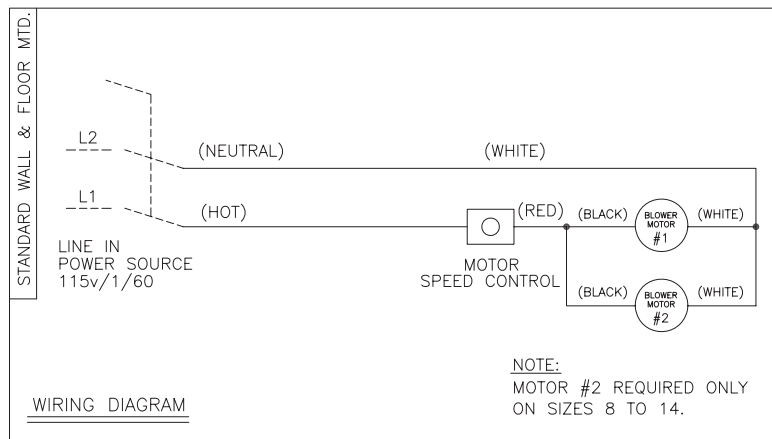 STANDARD WALL & FLOOR MTD.
L2
(NEUTRAL)
(WHITE)
L1
(HOT)
(RED)
(BLACK)
BLOWER
MOTOR
#1
(WHITE)
LINE IN
POWER SOURCE
115v/1/60
MOTOR
SPEED CONTROL
(BLACK)
BLOWER
MOTOR
#2
(WHITE)
NOTE:
MOTOR #2 REQUIRED ONLY
ON SIZES 8 TO 14.
WIRING DIAGRAM